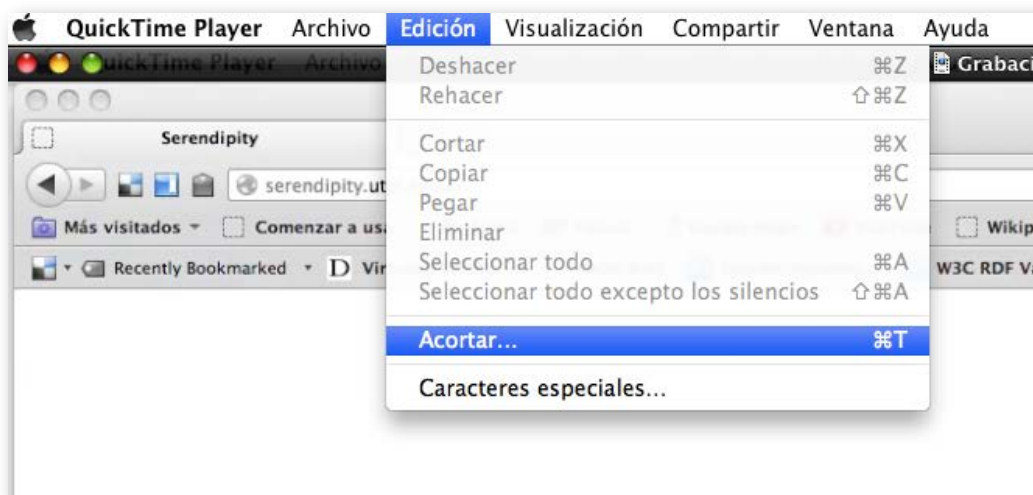 QuickTime Player Archivo Edición Visualización Compartir Ventana Ayuda
QuickTime Player Archivo
Grabaci
Deshacer ⌘Z
Rehacer ⇧⌘Z
Serendipity
Cortar ⌘X
Copiar ⌘C
serendipity.ut
Pegar ⌘V
Más visitados Comenzar a us
Eliminar
Wikip
Recently Bookmarked D Vir
Seleccionar todo ⌘A
W3C RDF Va
Seleccionar todo excepto los silencios ⇧⌘A
Acortar... ⌘T
Caracteres especiales...